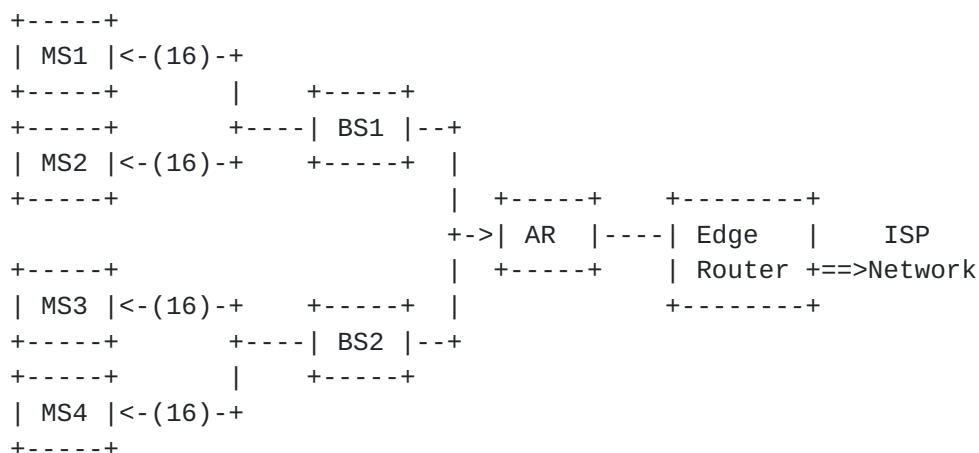 +-----+
| MS1 |<-(16)-+
+-----+       |    +-----+
+-----+       +----| BS1 |--+
| MS2 |<-(16)-+    +-----+  |
+-----+                     |  +-----+    +--------+
                            +->| AR  |----| Edge   |    ISP
+-----+                     |  +-----+    | Router +==>Network
| MS3 |<-(16)-+    +-----+  |             +--------+
+-----+       +----| BS2 |--+
+-----+       |    +-----+
| MS4 |<-(16)-+
+-----+